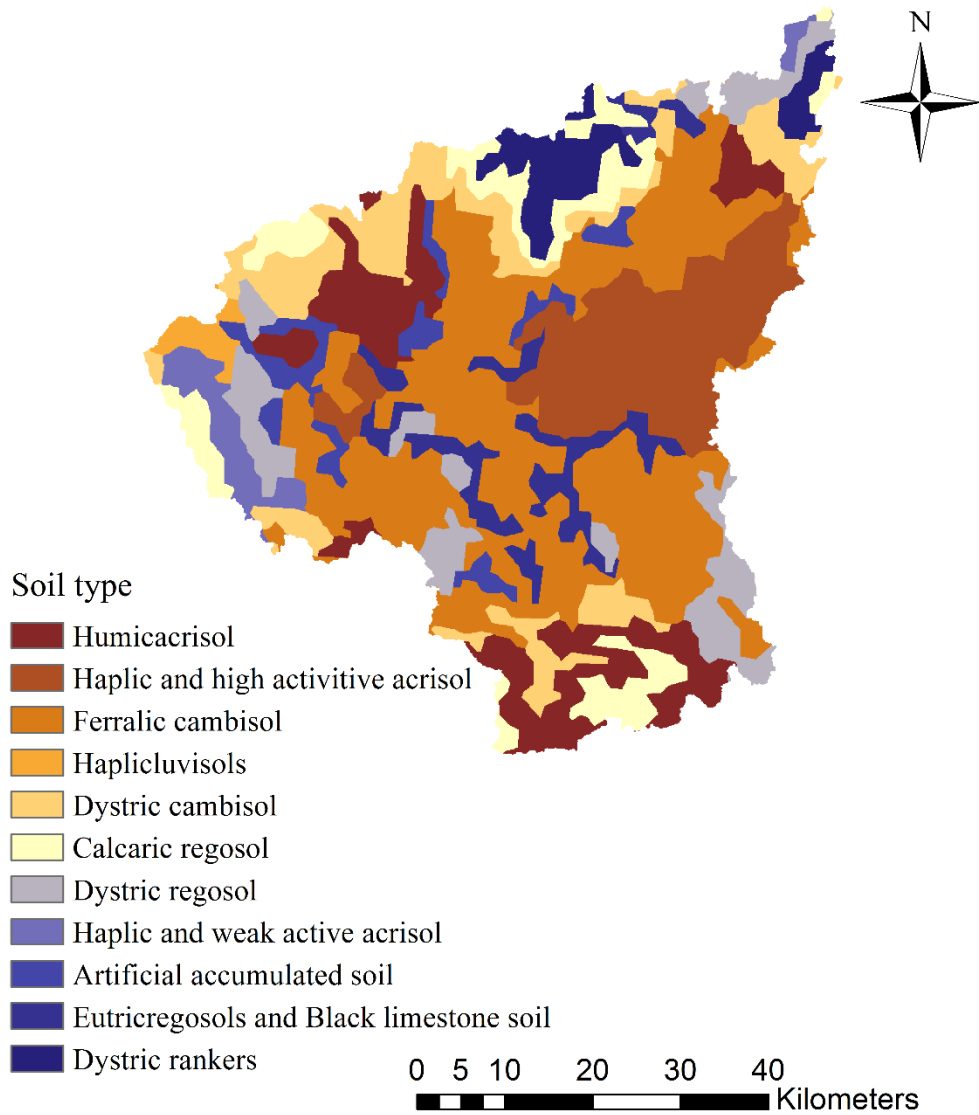 N
Soil type
Humicacrisol
Haplic and high activitive acrisol
Ferralic cambisol
Haplicluvisols
Dystric cambisol
Calcaric regosol
Dystric regosol
Haplic and weak active acrisol
Artificial accumulated soil
Eutricregosols and Black limestone soil
Dystric rankers
0 5 10 20 30 40
Kilometers